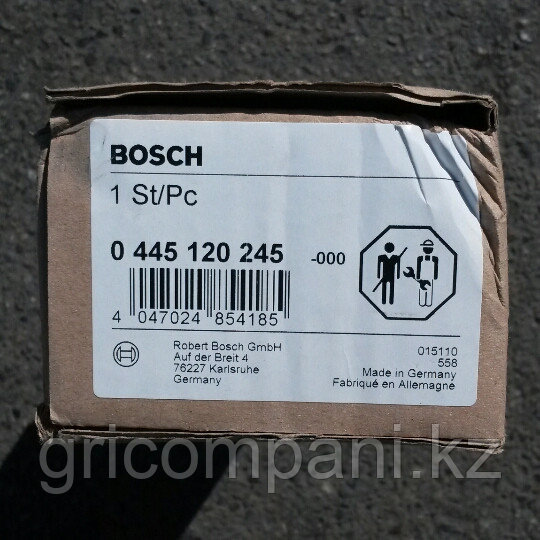 BOSCH
1 St/Pc
0 445 120 245 -000
4 047024 854185
Robert Bosch GmbH
Auf der Breit 4
76227 Karlsruhe
Germany
015110
558
Made in Germany
Fabriqué en Allemagne
gricompani.kz